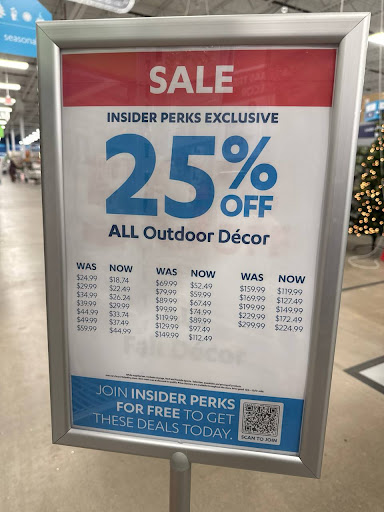 seasonal
SALE
INSIDER PERKS EXCLUSIVE
25% OFF
ALL Outdoor Décor
WAS NOW WAS NOW WAS NOW
$24.99 $18.74 $69.99 $52.49 $159.99 $119.99
$29.99 $22.49 $79.99 $59.99 $169.99 $127.49
$34.99 $26.24 $89.99 $67.49 $199.99 $149.99
$39.99 $29.99 $99.99 $74.99 $229.99 $172.49
$44.99 $33.74 $119.99 $89.99 $299.99 $224.99
$49.99 $37.49 $129.99 $97.49
$59.99 $44.99 $149.99 $112.49
JOIN INSIDER PERKS
FOR FREE TO GET
THESE DEALS TODAY.
SCAN TO JOIN